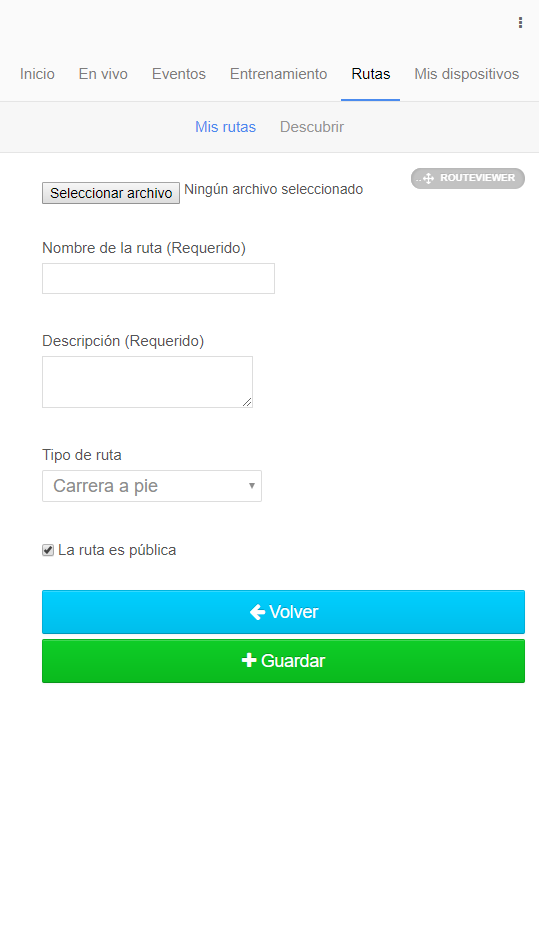 Inicio En vivo Eventos Entrenamiento Rutas Mis dispositivos
Mis rutas Descubrir
ROUTEVIEWER
Seleccionar archivo Ningún archivo seleccionado
Nombre de la ruta (Requerido)
Descripción (Requerido)
Tipo de ruta
Carrera a pie
La ruta es pública
Volver
Guardar